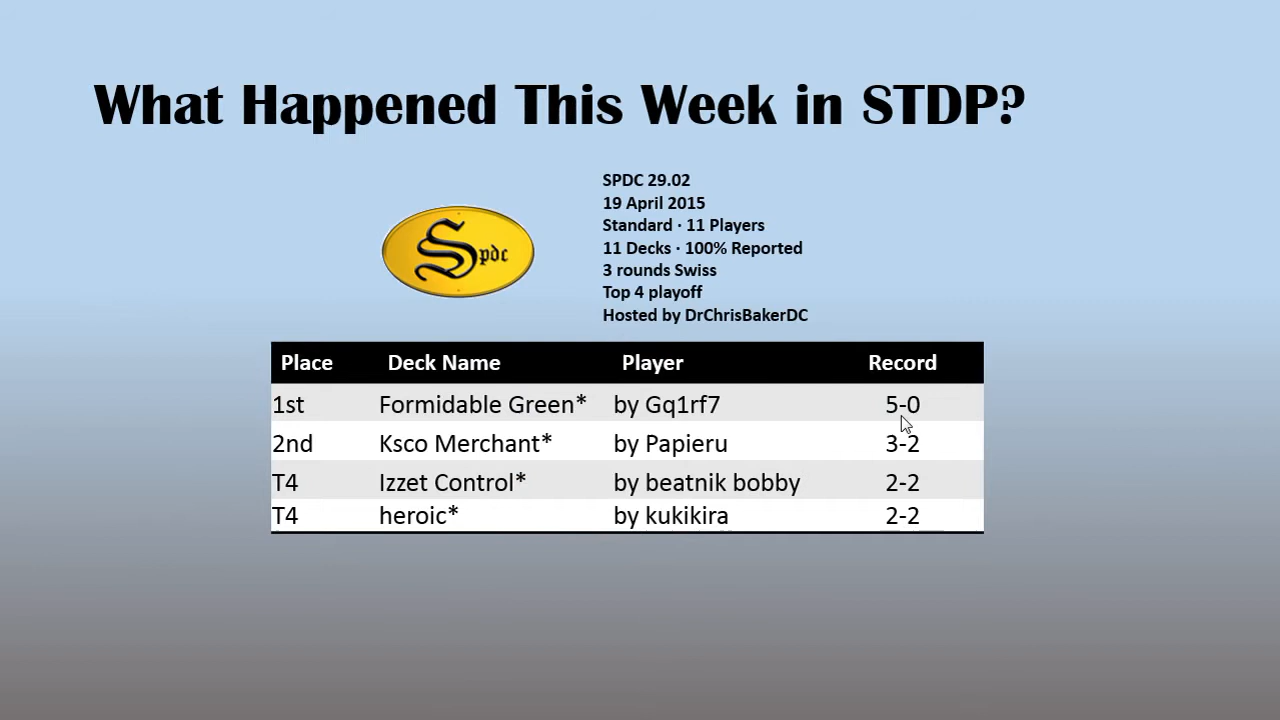 What Happened This Week in STDP?
Spdc
SPDC 29.02
19 April 2015
Standard · 11 Players
11 Decks · 100% Reported
3 rounds Swiss
Top 4 playoff
Hosted by DrChrisBakerDC
Place Deck Name Player Record
1st Formidable Green* by Gq1rf7 5-0
2nd Ksco Merchant* by Papieru 3-2
T4 Izzet Control* by beatnik bobby 2-2
T4 heroic* by kukikira 2-2